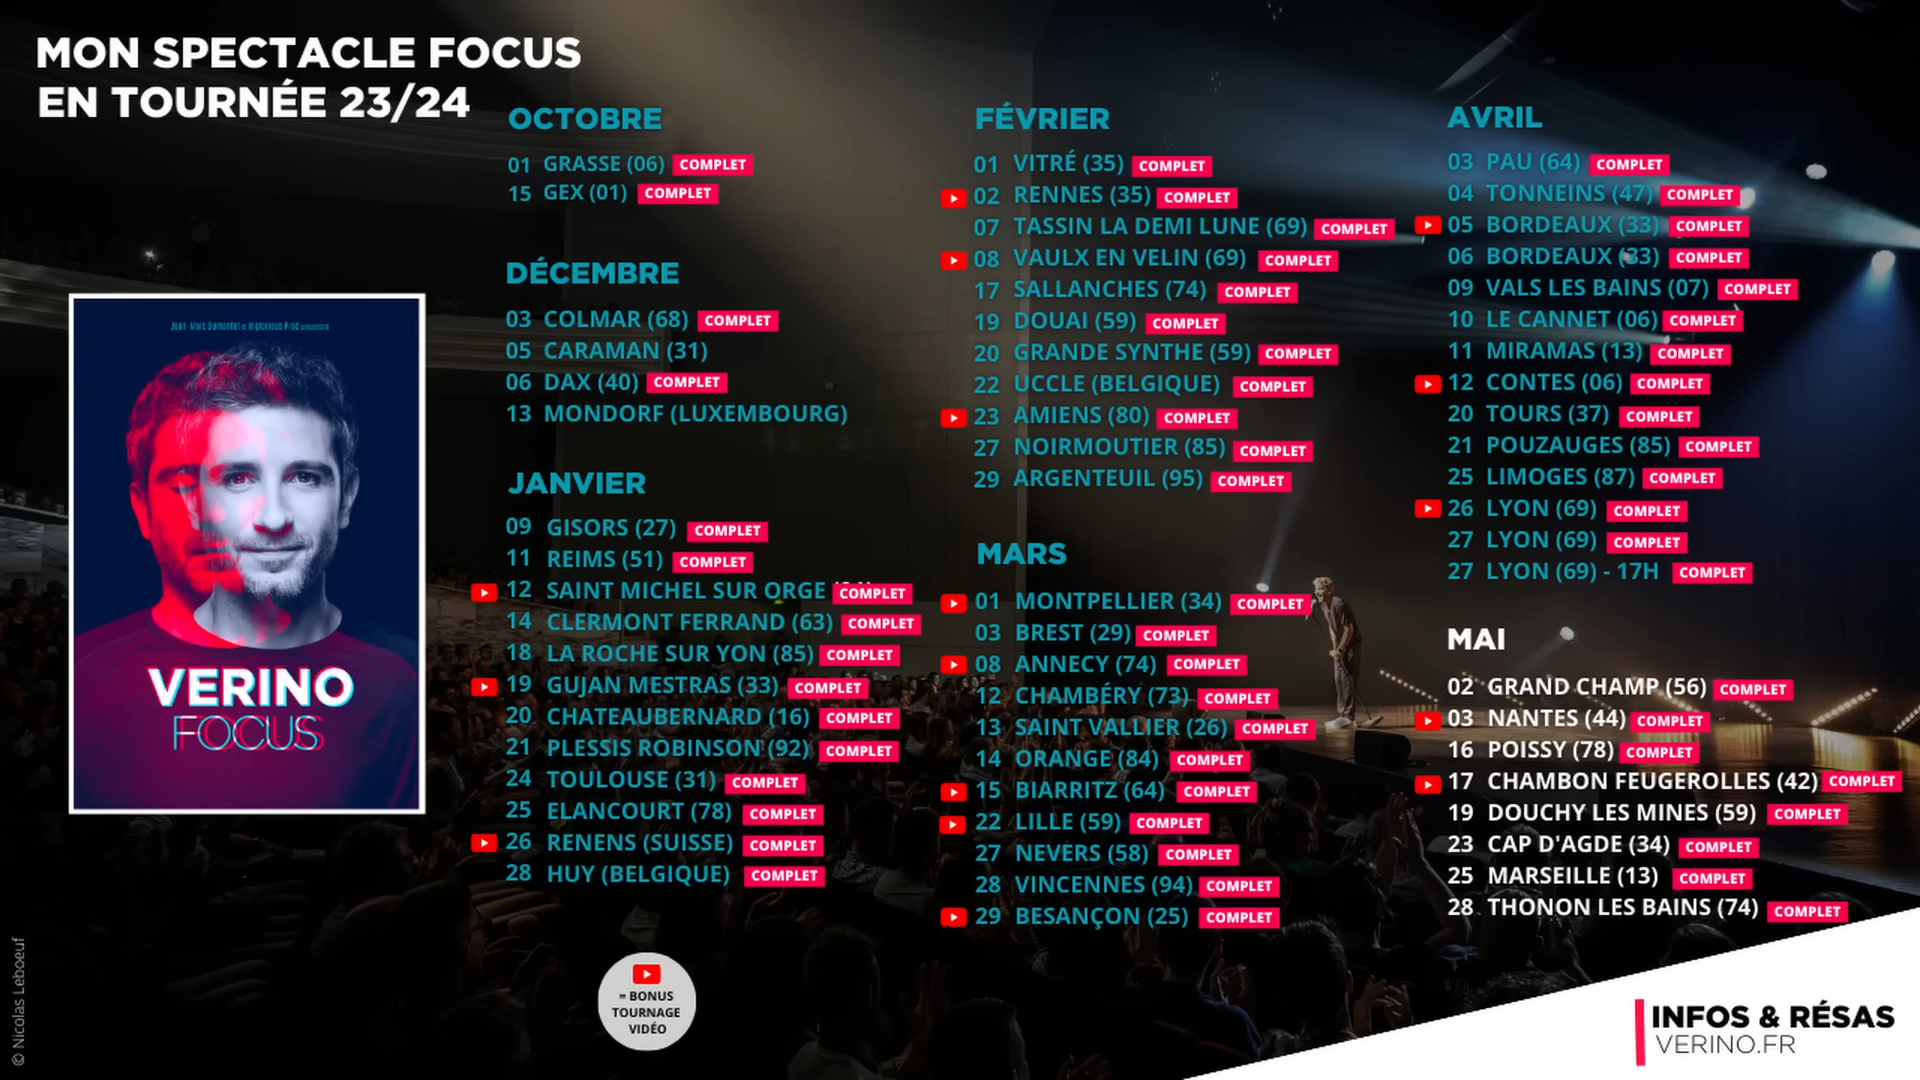 MON SPECTACLE FOCUS
EN TOURNÉE 23/24
Jean-Marc Dumontet et Inglorious Prod présentent
VERINO
FOCUS
© Nicolas Leboeuf
OCTOBRE
01 GRASSE (06) COMPLET
15 GEX (01) COMPLET
DÉCEMBRE
03 COLMAR (68) COMPLET
05 CARAMAN (31)
06 DAX (40) COMPLET
13 MONDORF (LUXEMBOURG)
JANVIER
09 GISORS (27) COMPLET
11 REIMS (51) COMPLET
12 SAINT MICHEL SUR ORGE COMPLET
14 CLERMONT FERRAND (63) COMPLET
18 LA ROCHE SUR YON (85) COMPLET
19 GUJAN MESTRAS (33) COMPLET
20 CHATEAUBERNARD (16) COMPLET
21 PLESSIS ROBINSON (92) COMPLET
24 TOULOUSE (31) COMPLET
25 ELANCOURT (78) COMPLET
26 RENENS (SUISSE) COMPLET
28 HUY (BELGIQUE) COMPLET
= BONUS
TOURNAGE
VIDÉO
FÉVRIER
01 VITRÉ (35) COMPLET
02 RENNES (35) COMPLET
07 TASSIN LA DEMI LUNE (69) COMPLET
08 VAULX EN VELIN (69) COMPLET
17 SALLANCHES (74) COMPLET
19 DOUAI (59) COMPLET
20 GRANDE SYNTHE (59) COMPLET
22 UCCLE (BELGIQUE) COMPLET
23 AMIENS (80) COMPLET
27 NOIRMOUTIER (85) COMPLET
29 ARGENTEUIL (95) COMPLET
MARS
01 MONTPELLIER (34) COMPLET
03 BREST (29) COMPLET
08 ANNECY (74) COMPLET
12 CHAMBÉRY (73) COMPLET
13 SAINT VALLIER (26) COMPLET
14 ORANGE (84) COMPLET
15 BIARRITZ (64) COMPLET
22 LILLE (59) COMPLET
27 NEVERS (58) COMPLET
28 VINCENNES (94) COMPLET
29 BESANÇON (25) COMPLET
AVRIL
03 PAU (64) COMPLET
04 TONNEINS (47) COMPLET
05 BORDEAUX (33) COMPLET
06 BORDEAUX (33) COMPLET
09 VALS LES BAINS (07) COMPLET
10 LE CANNET (06) COMPLET
11 MIRAMAS (13) COMPLET
12 CONTES (06) COMPLET
20 TOURS (37) COMPLET
21 POUZAUGES (85) COMPLET
25 LIMOGES (87) COMPLET
26 LYON (69) COMPLET
27 LYON (69) COMPLET
27 LYON (69) - 17H COMPLET
MAI
02 GRAND CHAMP (56) COMPLET
03 NANTES (44) COMPLET
16 POISSY (78) COMPLET
17 CHAMBON FEUGEROLLES (42) COMPLET
19 DOUCHY LES MINES (59) COMPLET
23 CAP D'AGDE (34) COMPLET
25 MARSEILLE (13) COMPLET
28 THONON LES BAINS (74) COMPLET
INFOS & RÉSAS
VERINO.FR